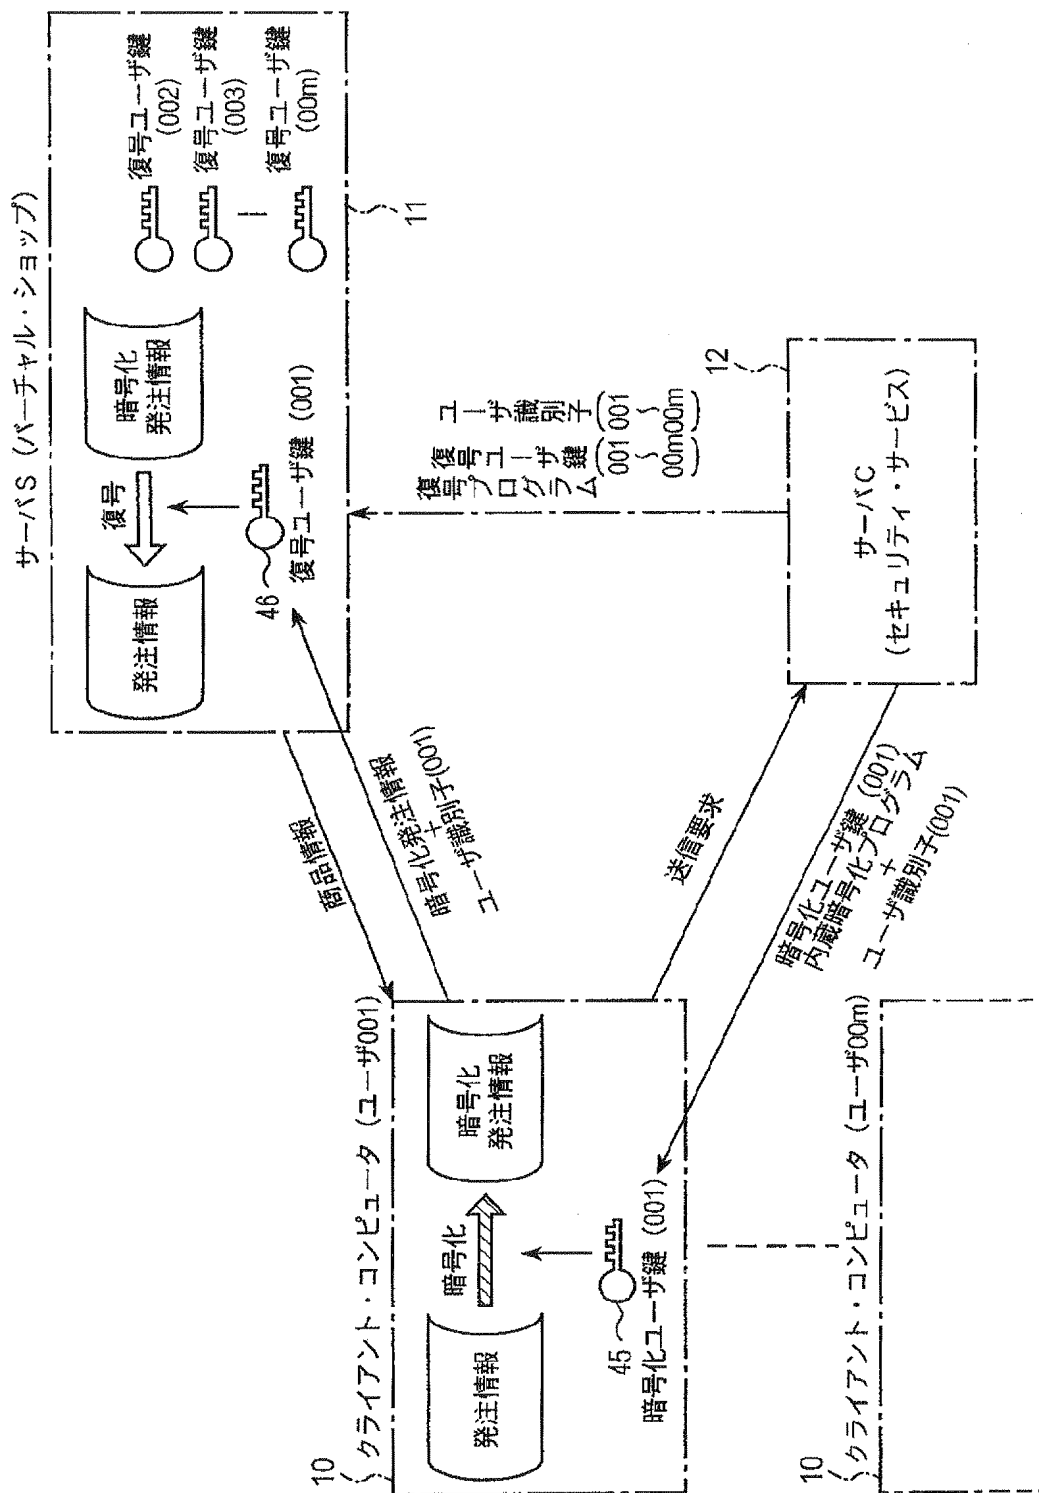 サーバS (バーチャル・ショップ)
発注情報
復号
暗号化
発注情報
46
復号ユーザ鍵 (001)
復号ユーザ鍵
(002)
復号ユーザ鍵
(003)
復号ユーザ鍵
(00m)
11
商品情報
暗号化発注情報
+
ユーザ識別子(001)
復号プログラム
復号ユーザ鍵
(001
~
00m)
ユーザ識別子
(001
~
00m)
10
クライアント・コンピュータ (ユーザ001)
発注情報
暗号化
暗号化
発注情報
45
暗号化ユーザ鍵 (001)
送信要求
暗号化ユーザ鍵 (001)
内蔵暗号化プログラム
+
ユーザ識別子(001)
12
サーバC
(セキュリティ・サービス)
10
クライアント・コンピュータ (ユーザ00m)